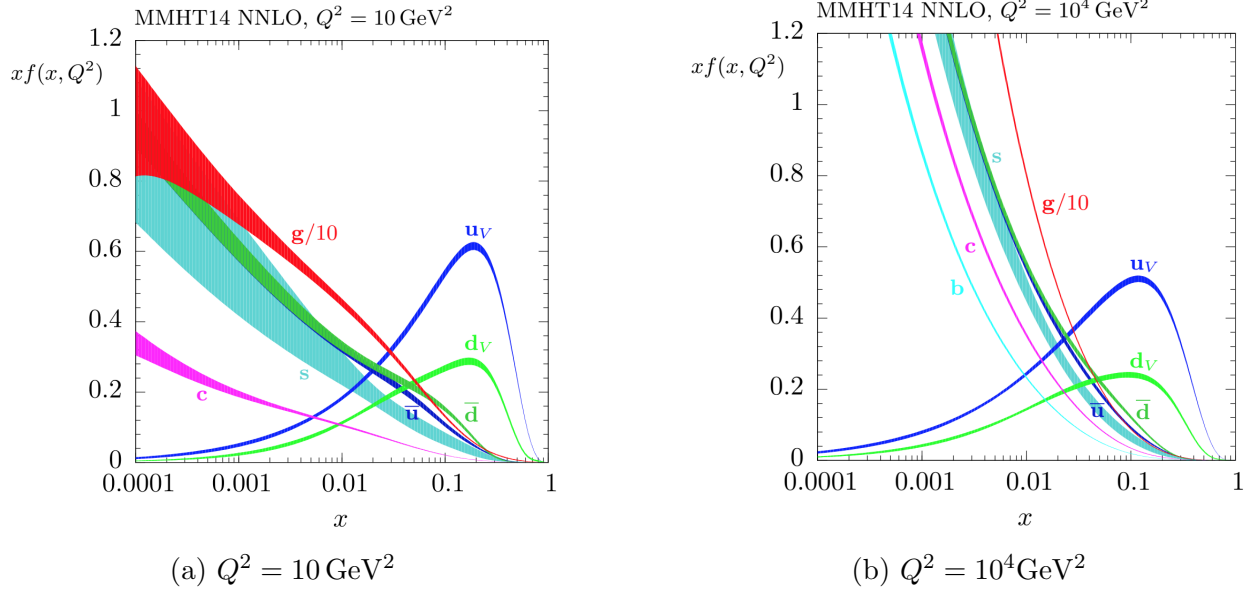 MMHT14 NNLO, Q² = 10 GeV²
xf(x, Q²)
1.2
1
0.8
0.6
0.4
0.2
0
g/10
u_V
d_V
s
c
ū
d̄
0.0001
0.001
0.01
0.1
1
x
(a) Q² = 10 GeV²
MMHT14 NNLO, Q² = 10⁴ GeV²
xf(x, Q²)
1.2
1
0.8
0.6
0.4
0.2
0
s
g/10
c
b
u_V
d_V
ū
d̄
0.0001
0.001
0.01
0.1
1
x
(b) Q² = 10⁴GeV²